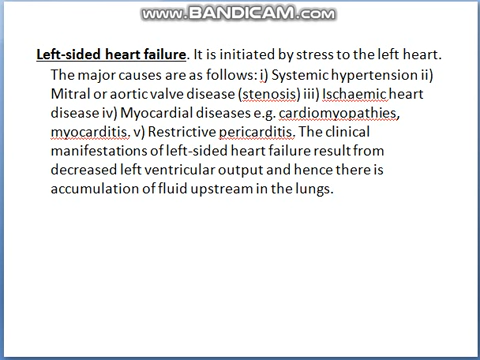 www.BANDICAM.com
Left-sided heart failure. It is initiated by stress to the left heart.
The major causes are as follows: i) Systemic hypertension ii)
Mitral or aortic valve disease (stenosis) iii) Ischaemic heart
disease iv) Myocardial diseases e.g. cardiomyopathies,
myocarditis. v) Restrictive pericarditis. The clinical
manifestations of left-sided heart failure result from
decreased left ventricular output and hence there is
accumulation of fluid upstream in the lungs.